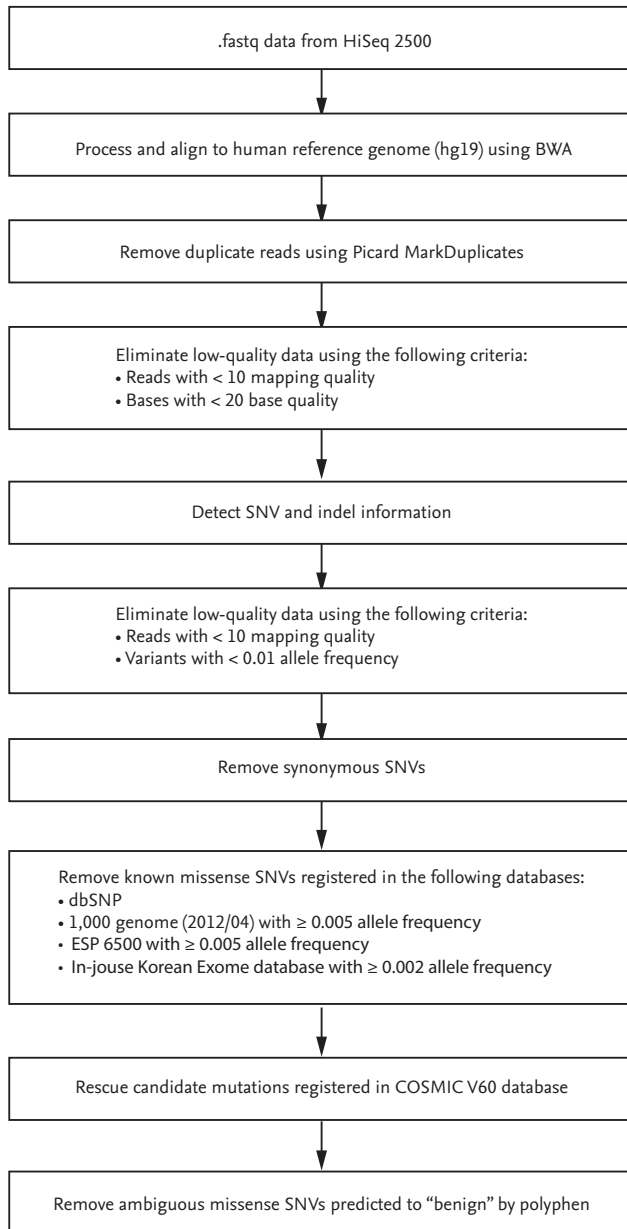 .fastq data from HiSeq 2500
Process and align to human reference genome (hg19) using BWA
Remove duplicate reads using Picard MarkDuplicates
Eliminate low-quality data using the following criteria:
• Reads with < 10 mapping quality
• Bases with < 20 base quality
Detect SNV and indel information
Eliminate low-quality data using the following criteria:
• Reads with < 10 mapping quality
• Variants with < 0.01 allele frequency
Remove synonymous SNVs
Remove known missense SNVs registered in the following databases:
• dbSNP
• 1,000 genome (2012/04) with ≥ 0.005 allele frequency
• ESP 6500 with ≥ 0.005 allele frequency
• In-jouse Korean Exome database with ≥ 0.002 allele frequency
Rescue candidate mutations registered in COSMIC V60 database
Remove ambiguous missense SNVs predicted to “benign” by polyphen